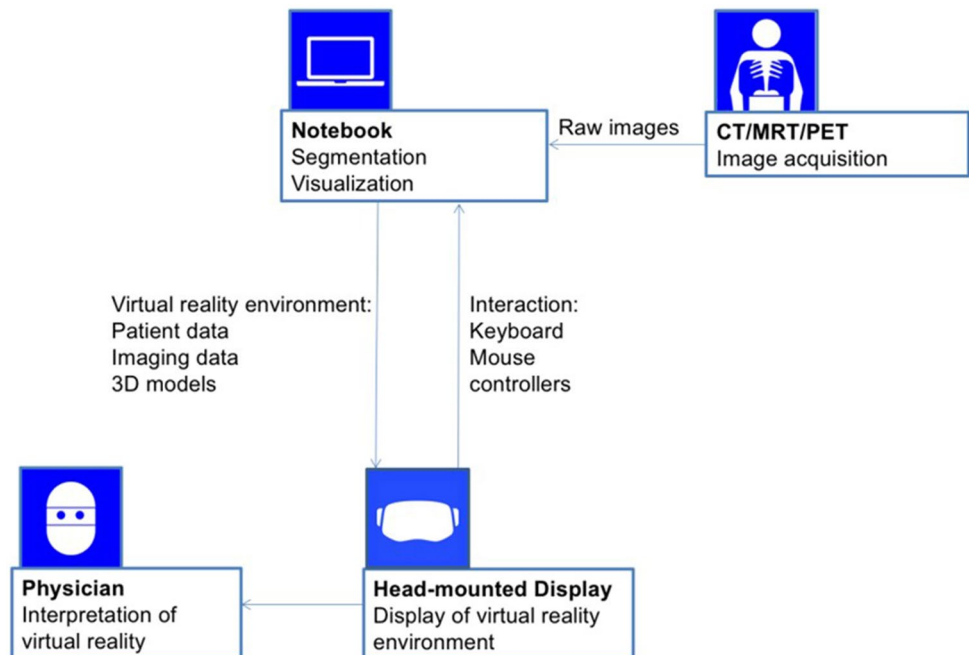 Notebook
Segmentation
Visualization
Raw images
CT/MRT/PET
Image acquisition
Virtual reality environment:
Patient data
Imaging data
3D models
Interaction:
Keyboard
Mouse
controllers
Physician
Interpretation of
virtual reality
Head-mounted Display
Display of virtual reality
environment